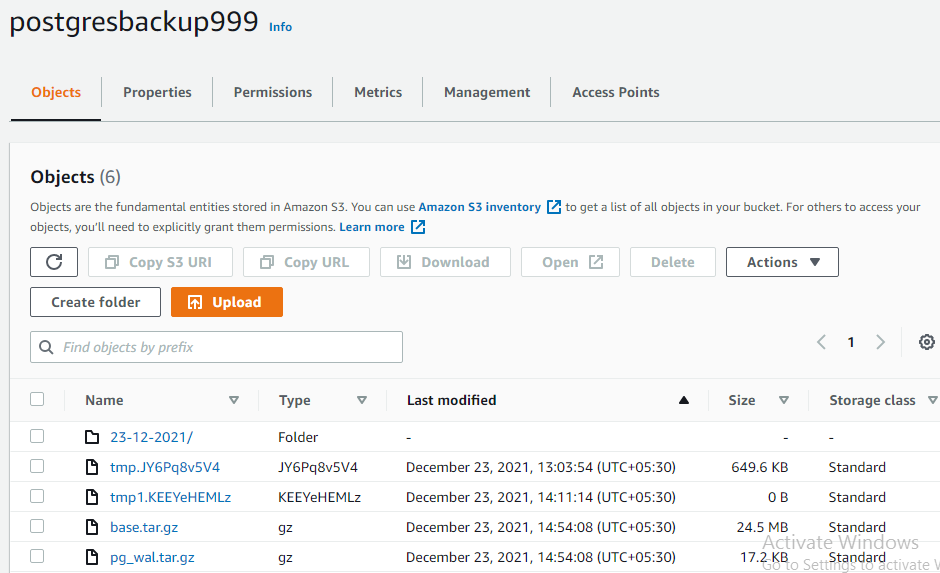 postgresbackup999 Info
Objects Properties Permissions Metrics Management Access Points
Objects (6)
Objects are the fundamental entities stored in Amazon S3. You can use Amazon S3 inventory to get a list of all objects in your bucket. For others to access your
objects, you'll need to explicitly grant them permissions. Learn more
Copy S3 URI Copy URL Download Open Delete Actions
Create folder Upload
Find objects by prefix 1
Name Type Last modified Size Storage class
23-12-2021/ Folder - - -
tmp.JY6Pq8v5V4 JY6Pq8v5V4 December 23, 2021, 13:03:54 (UTC+05:30) 649.6 KB Standard
tmp1.KEEYeHEMLz KEEYeHEMLz December 23, 2021, 14:11:14 (UTC+05:30) 0 B Standard
base.tar.gz gz December 23, 2021, 14:54:08 (UTC+05:30) 24.5 MB Standard
Activate Windows
pg_wal.tar.gz gz December 23, 2021, 14:54:08 (UTC+05:30) 17.2 KB Standard
Go to Settings to activate W